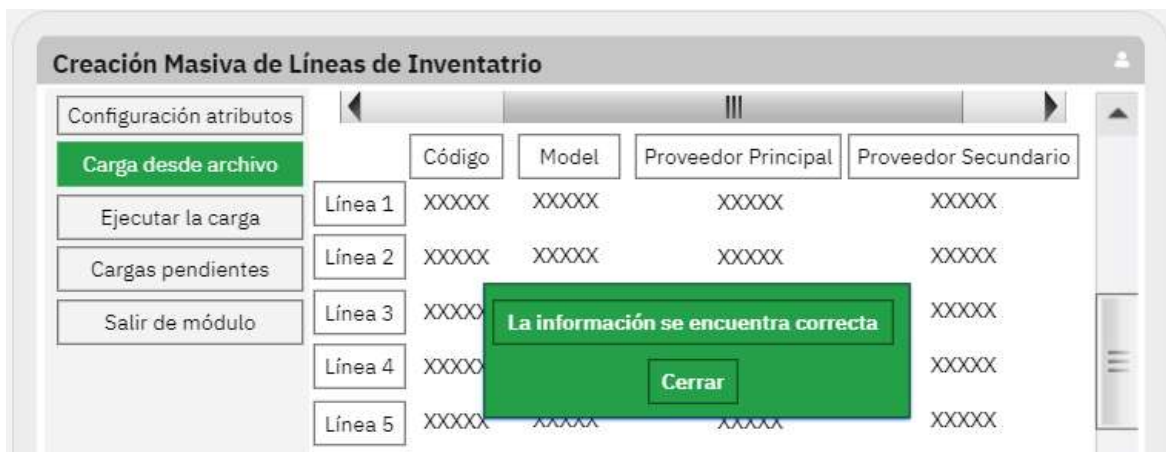 Creación Masiva de Líneas de Inventatrio
Configuración atributos
Carga desde archivo
Ejecutar la carga
Cargas pendientes
Salir de módulo
Código Model Proveedor Principal Proveedor Secundario
Línea 1 XXXXX XXXXX XXXXX XXXXX
Línea 2 XXXXX XXXXX XXXXX XXXXX
Línea 3 XXXXX XXXXX
Línea 4 XXXXX XXXXX
Línea 5 XXXXX XXXXX XXXXX XXXXX
La información se encuentra correcta
Cerrar